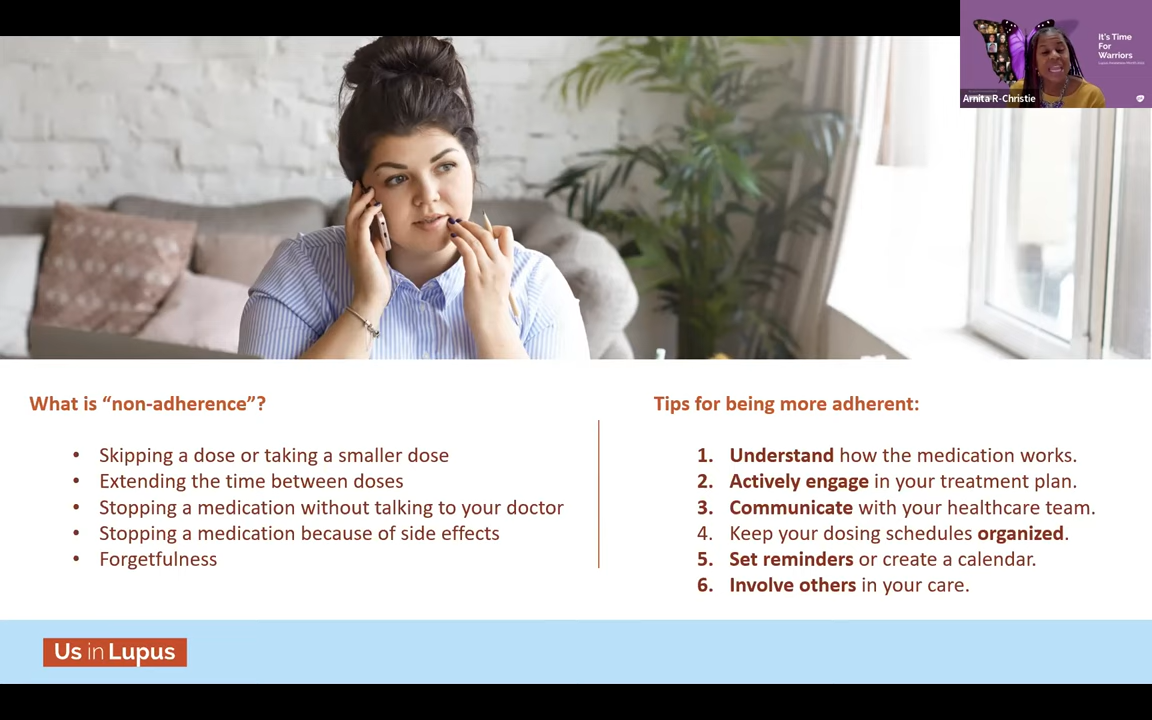 It's Time
For
Warriors
Arnita R-Christie
What is “non-adherence”?
• Skipping a dose or taking a smaller dose
• Extending the time between doses
• Stopping a medication without talking to your doctor
• Stopping a medication because of side effects
• Forgetfulness
Tips for being more adherent:
1. Understand how the medication works.
2. Actively engage in your treatment plan.
3. Communicate with your healthcare team.
4. Keep your dosing schedules organized.
5. Set reminders or create a calendar.
6. Involve others in your care.
Us in Lupus